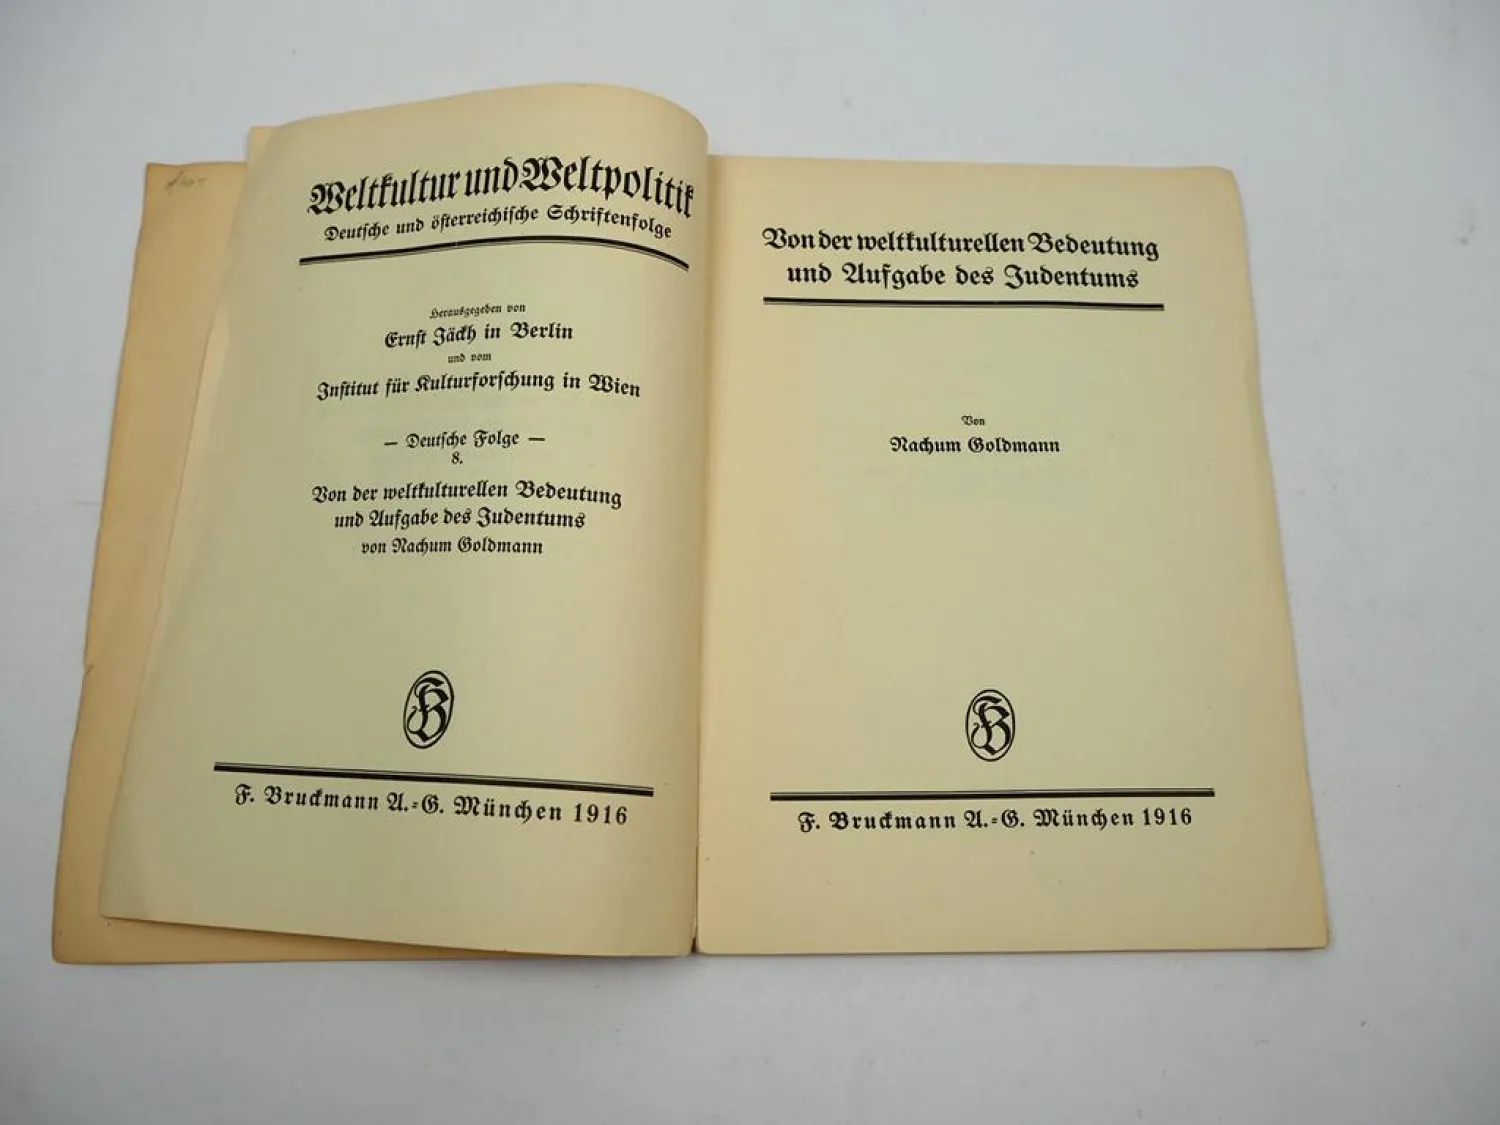 Weltkultur und Weltpolitik
Deutsche und österreichische Schriftenfolge
Herausgegeben von
Ernst Jäckh in Berlin
und vom
Institut für Kulturforschung in Wien
— Deutsche Folge —
8.
Von der weltkulturellen Bedeutung
und Aufgabe des Judentums
von Nachum Goldmann
F. Bruckmann A.-G. München 1916
Von der weltkulturellen Bedeutung
und Aufgabe des Judentums
Von
Nachum Goldmann
F. Bruckmann A.-G. München 1916